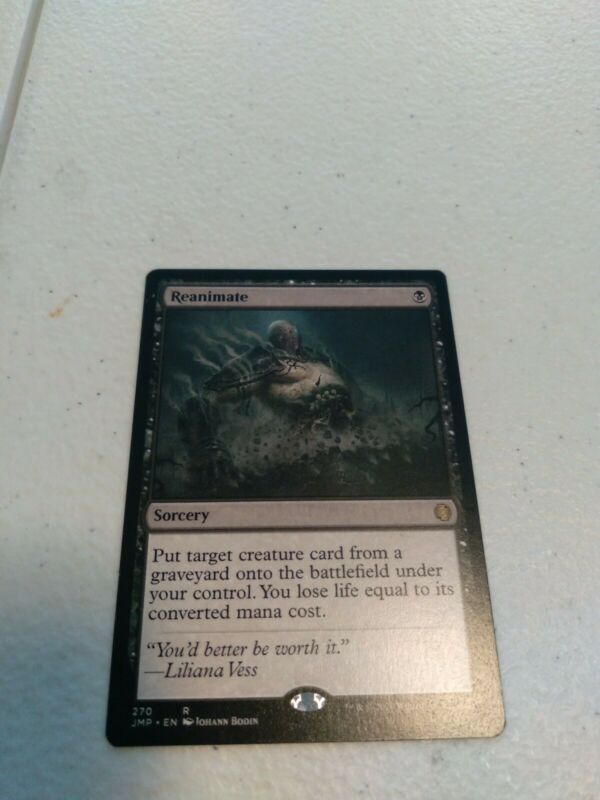 Reanimate
Sorcery
Put target creature card from a
graveyard onto the battlefield under
your control. You lose life equal to its
converted mana cost.
“You’d better be worth it.”
—Liliana Vess
270 R
JMP • EN Johann Bodin